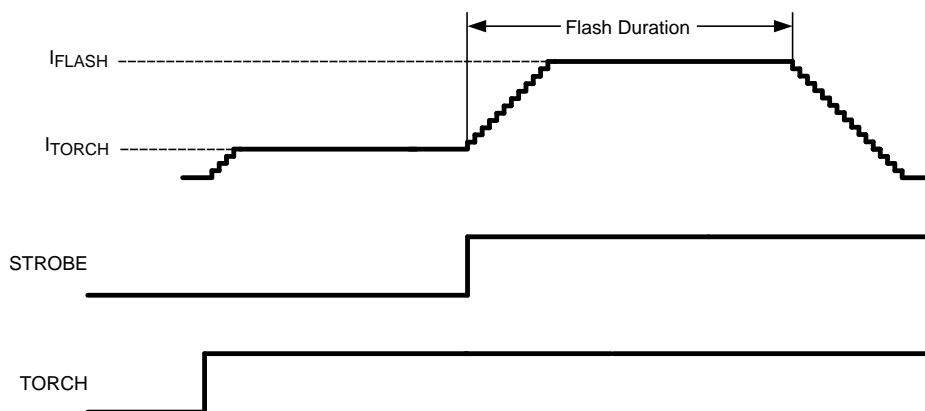 Flash Duration
IFLASH
ITORCH
STROBE
TORCH